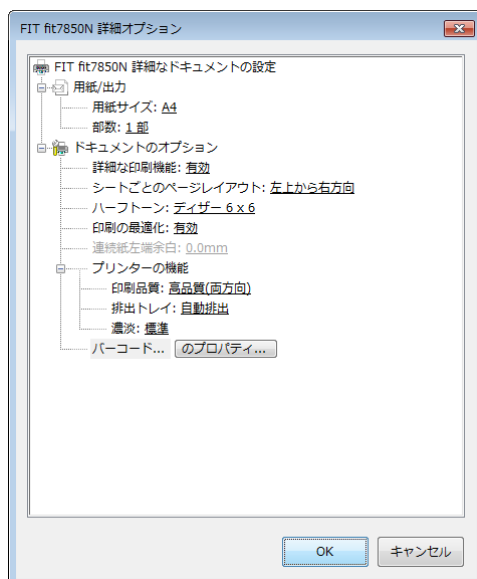 FIT fit7850N 詳細オプション
FIT fit7850N 詳細なドキュメントの設定
用紙/出力
用紙サイズ: A4
部数: 1 部
ドキュメントのオプション
詳細な印刷機能: 有効
シートごとのページレイアウト: 左上から右方向
ハーフトーン: ディザー 6 x 6
印刷の最適化: 有効
連続紙左端余白: 0.0mm
プリンターの機能
印刷品質: 高品質(両方向)
排出トレイ: 自動排出
濃淡: 標準
バーコード... のプロパティ...
OK キャンセル